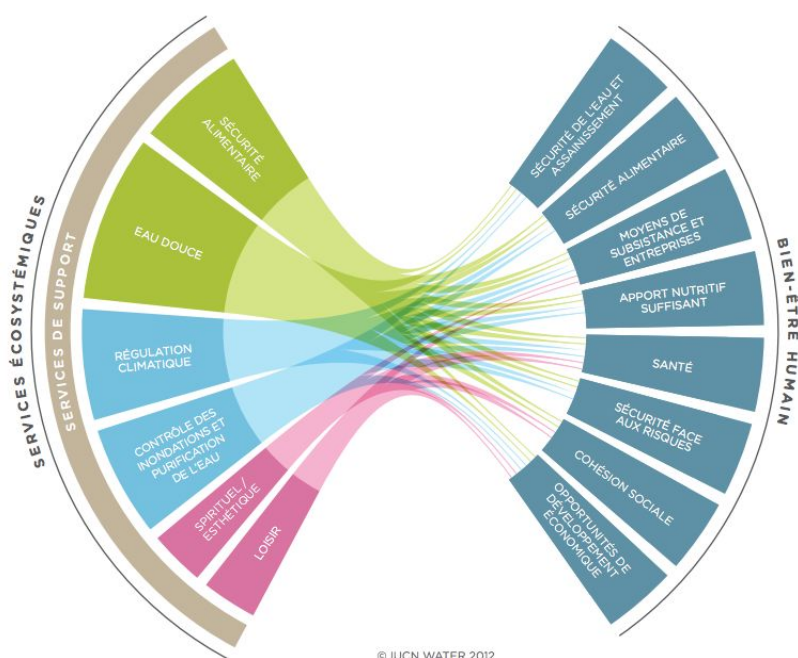 SERVICES ÉCOSYSTÉMIQUES
SERVICES DE SUPPORT
SÉCURITÉ
ALIMENTAIRE
EAU DOUCE
RÉGULATION
CLIMATIQUE
CONTRÔLE DES
INONDATIONS ET
PURIFICATION
DE L'EAU
SPIRITUEL /
ESTHÉTIQUE
LOISIR
SÉCURITÉ DE L'EAU ET
ASSAINISSEMENT
SÉCURITÉ ALIMENTAIRE
MOYENS DE
SUBSISTANCE ET
ENTREPRISES
APPORT NUTRITIF
SUFFISANT
SANTÉ
SÉCURITÉ FACE
AUX RISQUES
COHÉSION SOCIALE
OPPORTUNITÉS DE
DÉVELOPPEMENT
ÉCONOMIQUE
BIEN-ÊTRE HUMAIN
© IUCN WATER 2012